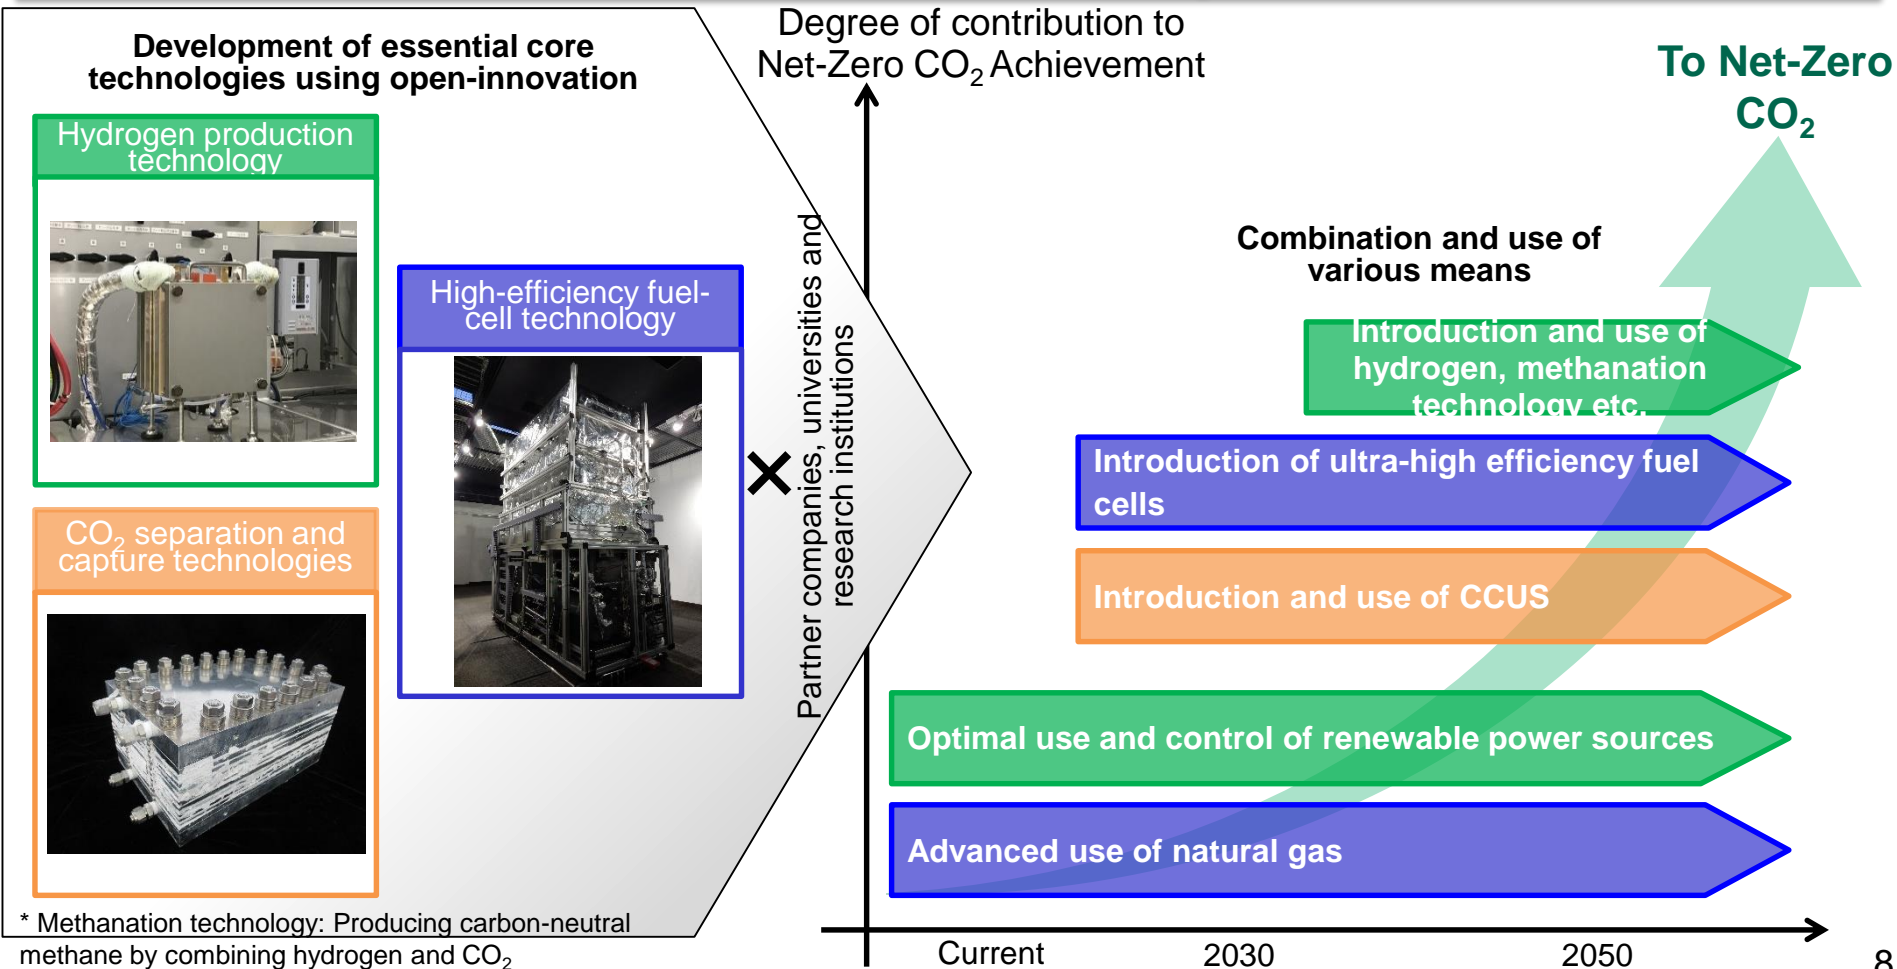 Development of essential core
technologies using open-innovation
Hydrogen production
technology
High-efficiency fuel-
cell technology
CO₂ separation and
capture technologies
×
Partner companies, universities and
research institutions
* Methanation technology: Producing carbon-neutral
methane by combining hydrogen and CO₂
Degree of contribution to
Net-Zero CO₂ Achievement
To Net-Zero
CO₂
Combination and use of
various means
Introduction and use of
hydrogen, methanation
technology etc.
Introduction of ultra-high efficiency fuel
cells
Introduction and use of CCUS
Optimal use and control of renewable power sources
Advanced use of natural gas
Current
2030
2050
8